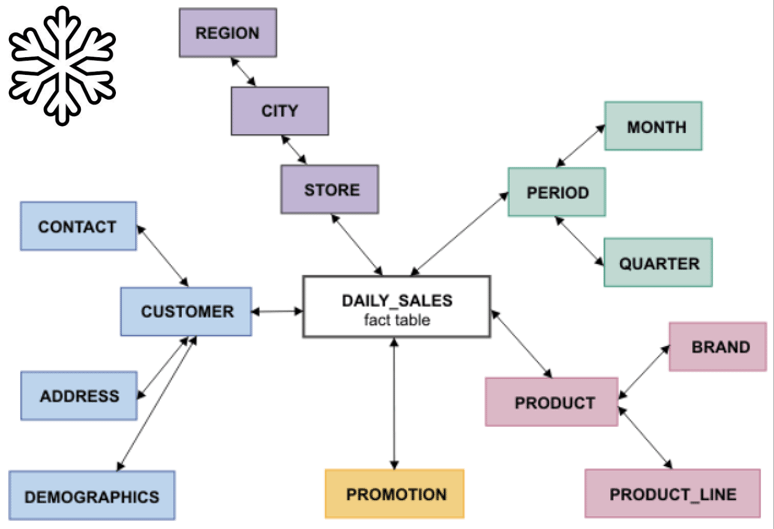 REGION
CITY
MONTH
STORE
PERIOD
CONTACT
QUARTER
CUSTOMER
DAILY_SALES
fact table
BRAND
ADDRESS
PRODUCT
DEMOGRAPHICS
PROMOTION
PRODUCT_LINE